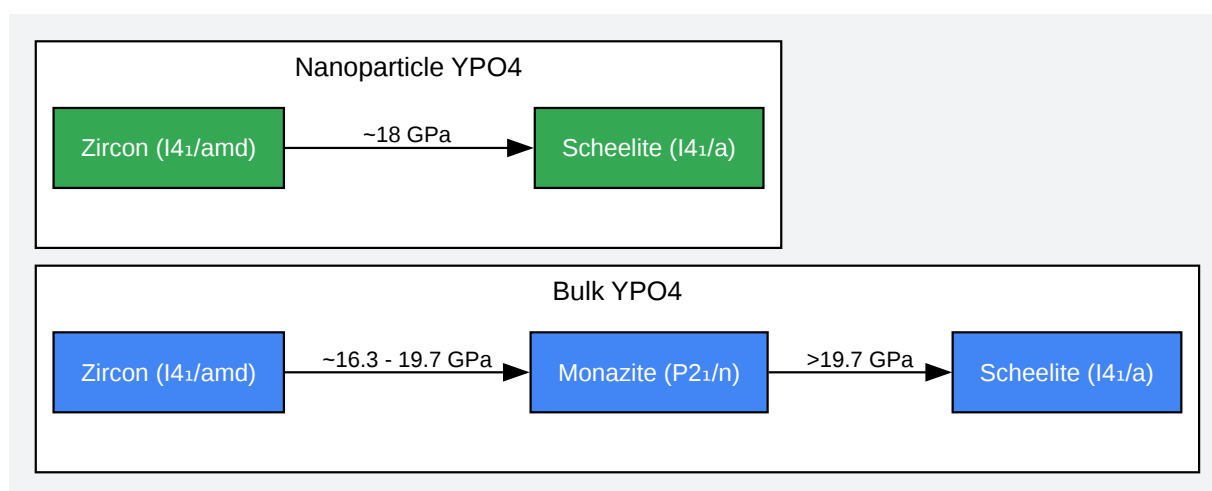 Nanoparticle YPO4
Zircon (I4₁/amd)
~18 GPa
Scheelite (I4₁/a)
Bulk YPO4
Zircon (I4₁/amd)
~16.3 - 19.7 GPa
Monazite (P2₁/n)
>19.7 GPa
Scheelite (I4₁/a)